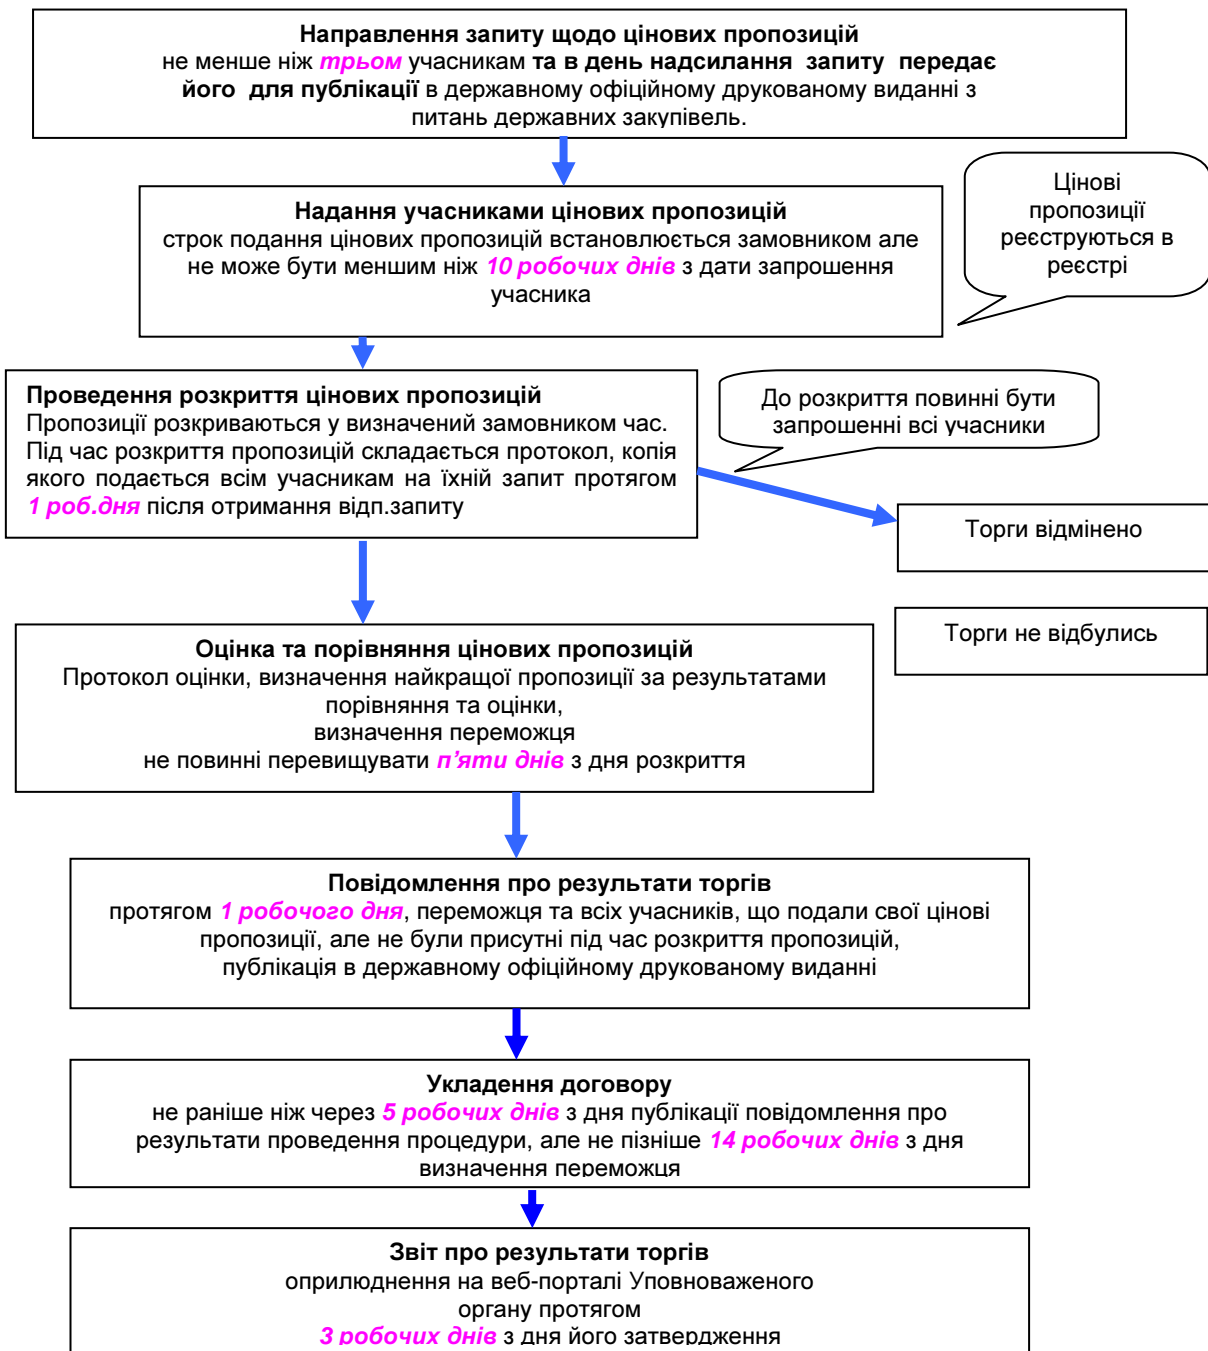 Направлення запиту щодо цінових пропозицій
не менше ніж трьом учасникам та в день надсилання запиту передає
його для публікації в державному офіційному друкованому виданні з
питань державних закупівель.
Надання учасниками цінових пропозицій
строк подання цінових пропозицій встановлюється замовником але
не може бути меншим ніж 10 робочих днів з дати запрошення
учасника
Цінові
пропозиції
реєструються в
реєстрі
Проведення розкриття цінових пропозицій
Пропозиції розкриваються у визначений замовником час.
Під час розкриття пропозицій складається протокол, копія
якого подається всім учасникам на їхній запит протягом
1 роб.дня після отримання відп.запиту
До розкриття повинні бути
запрошенні всі учасники
Торги відмінено
Торги не відбулись
Оцінка та порівняння цінових пропозицій
Протокол оцінки, визначення найкращої пропозиції за результатами
порівняння та оцінки,
визначення переможця
не повинні перевищувати п’яти днів з дня розкриття
Повідомлення про результати торгів
протягом 1 робочого дня, переможця та всіх учасників, що подали свої цінові
пропозиції, але не були присутні під час розкриття пропозицій,
публікація в державному офіційному друкованому виданні
Укладення договору
не раніше ніж через 5 робочих днів з дня публікації повідомлення про
результати проведення процедури, але не пізніше 14 робочих днів з дня
визначення переможця
Звіт про результати торгів
оприлюднення на веб-порталі Уповноваженого
органу протягом
3 робочих днів з дня його затвердження